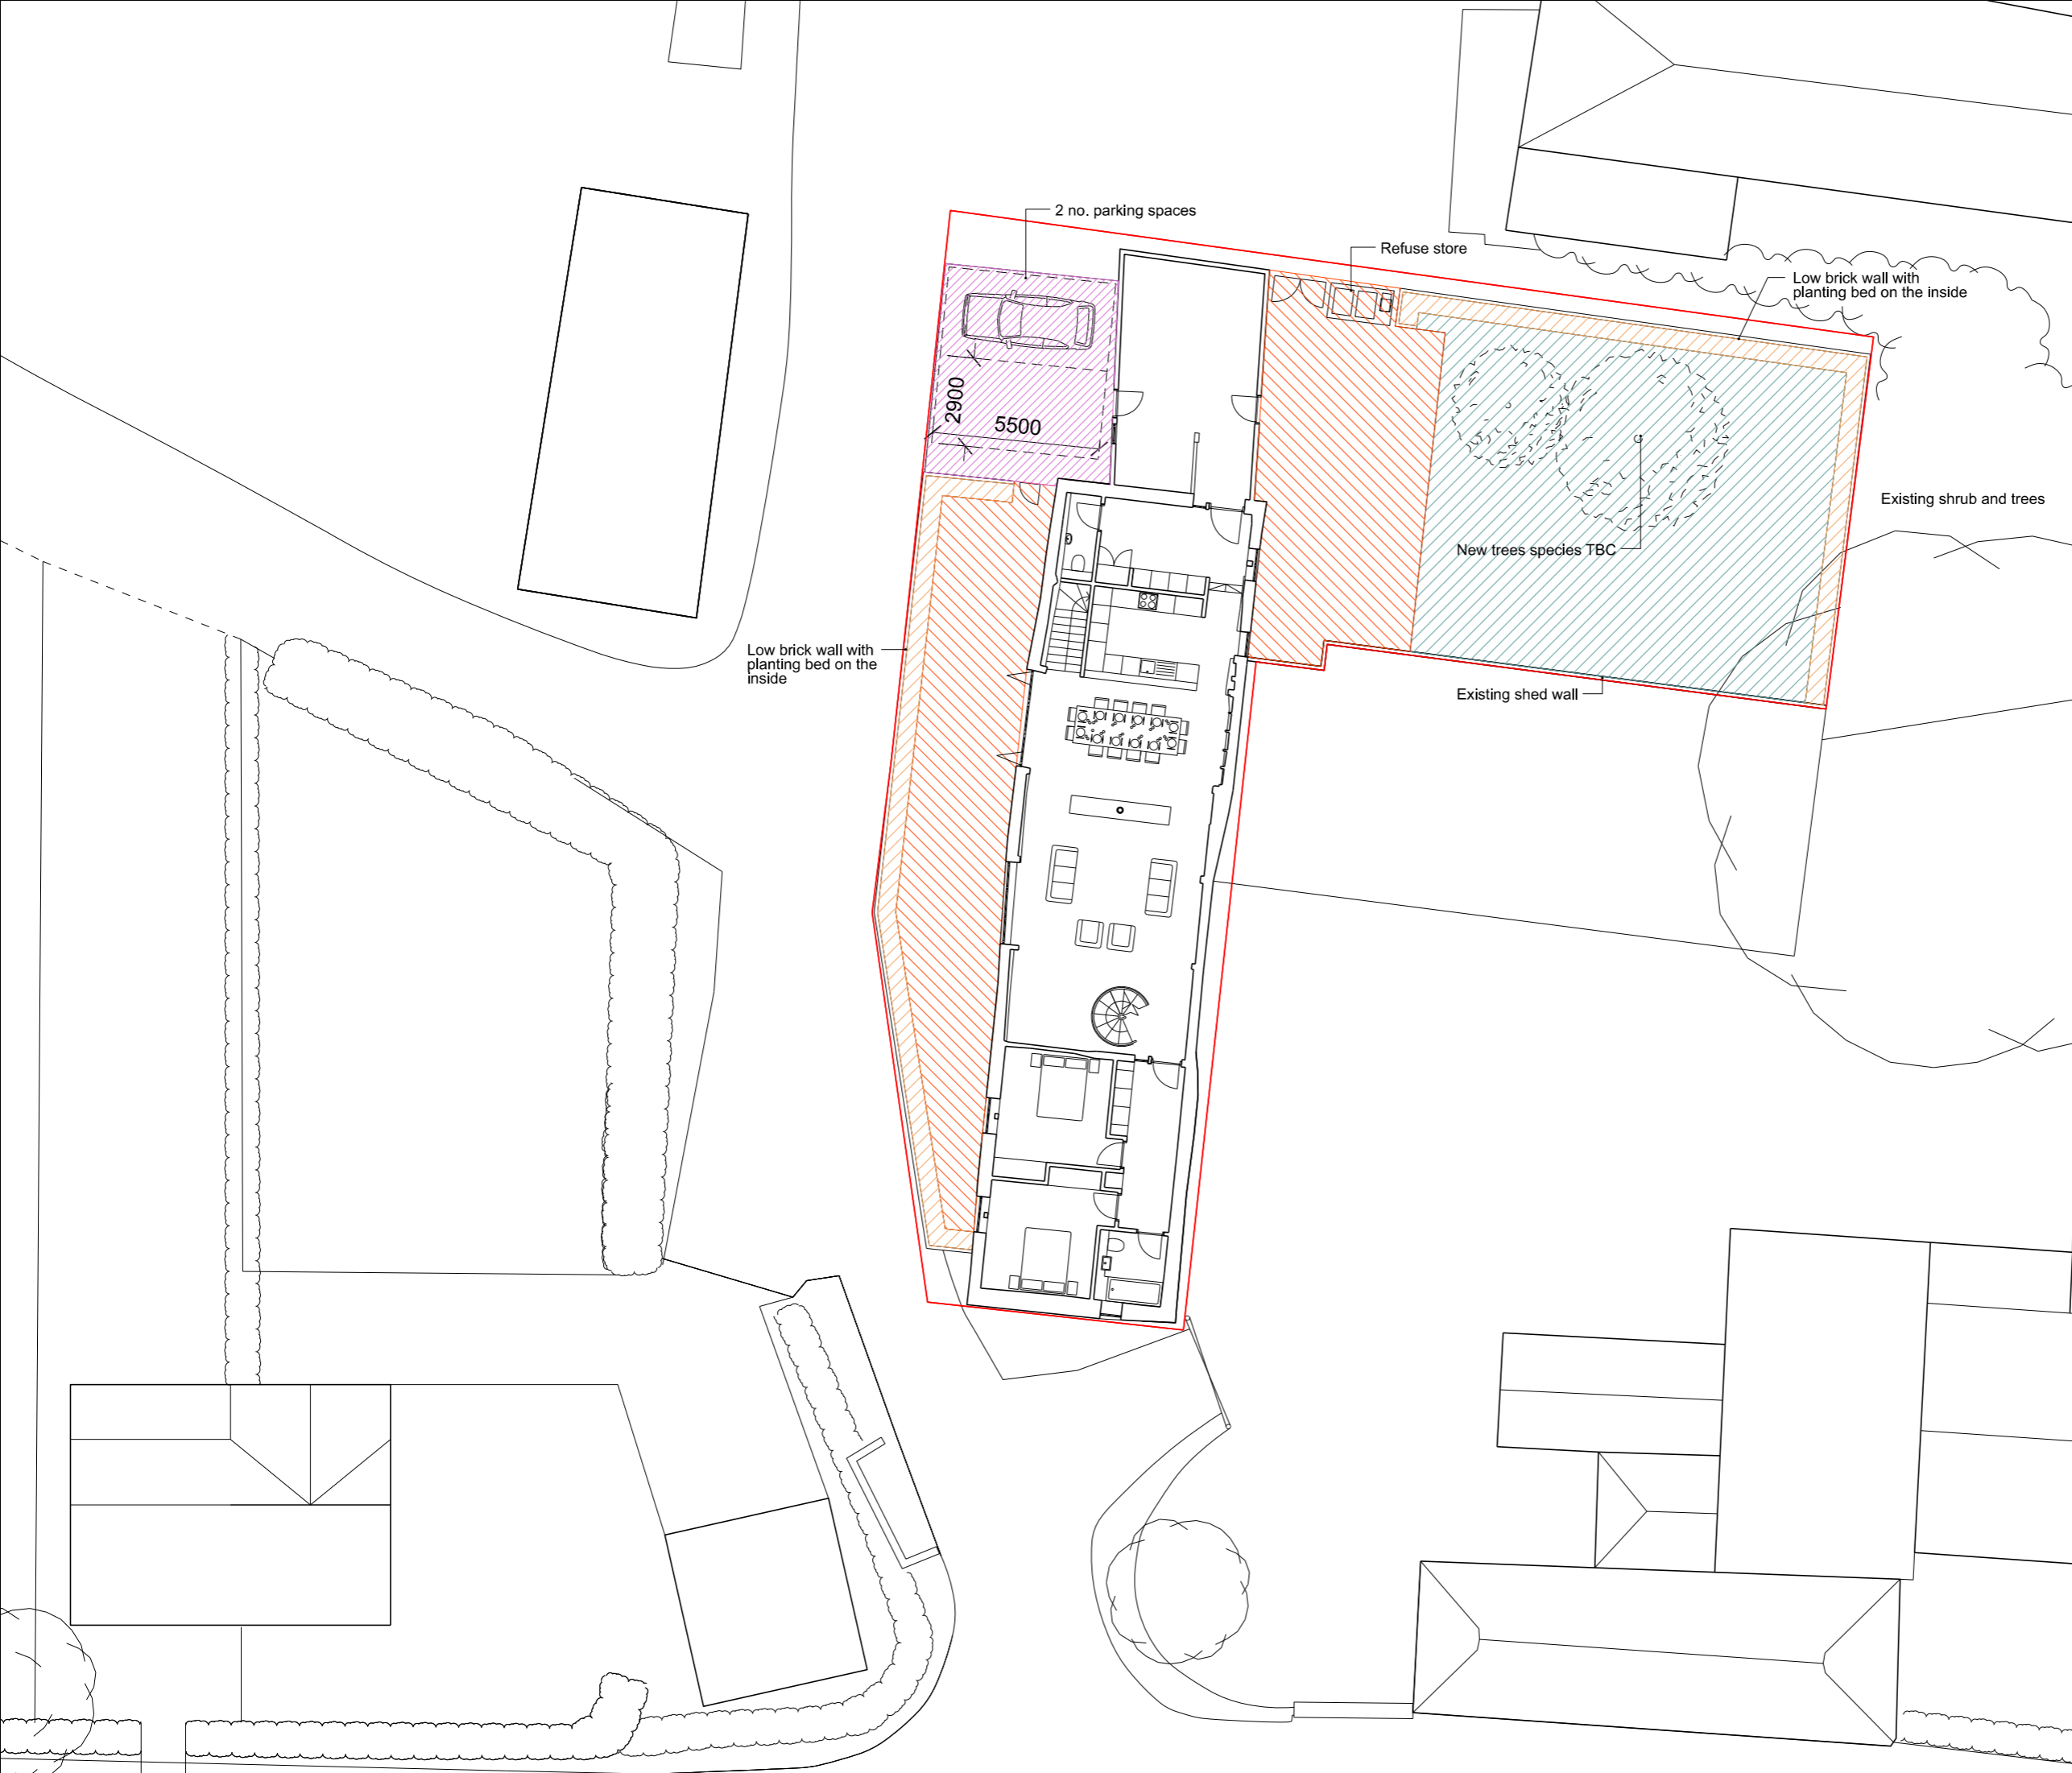 2 no. parking spaces
Refuse store
Low brick wall with
planting bed on the inside
2900
5500
Existing shrub and trees
New trees species TBC
Low brick wall with
planting bed on the
inside
Existing shed wall